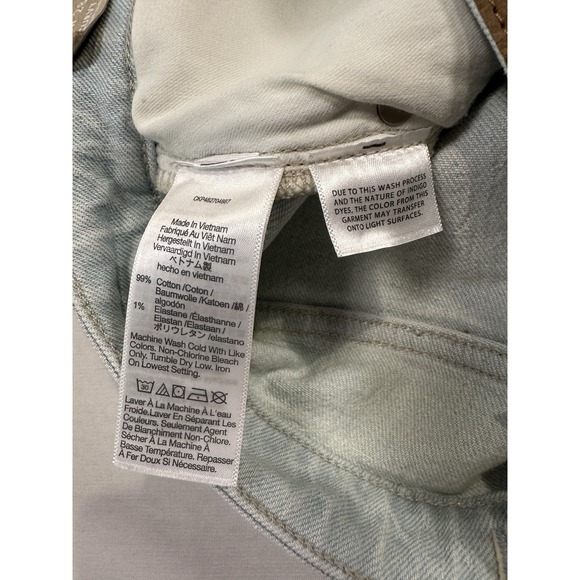 CKPA62704987
Made In Vietnam
Fabriqué Au Viêt Nam
Hergestellt In Vietnam
Vervaardigd In Vietnam
ベトナム製
hecho en vietnam
99% Cotton /Coton /
Baumwolle /Katoen /綿 /
algodón
1% Elastane /Élasthanne /
Elastan /Elastaan /
ポリウレタン /elastano
Machine Wash Cold With Like
Colors. Non-Chlorine Bleach
Only. Tumble Dry Low. Iron
On Lowest Setting.
30
Laver À La Machine À L'eau
Froide.Laver En Séparant Les
Couleurs. Seulement Agent
De Blanchiment Non-Chlore.
Sécher À La Machine À
Basse Température. Repasser
À Fer Doux Si Nécessaire.
DUE TO THIS WASH PROCESS
AND THE NATURE OF INDIGO
DYES, THE COLOR FROM THIS
GARMENT MAY TRANSFER
ONTO LIGHT SURFACES.